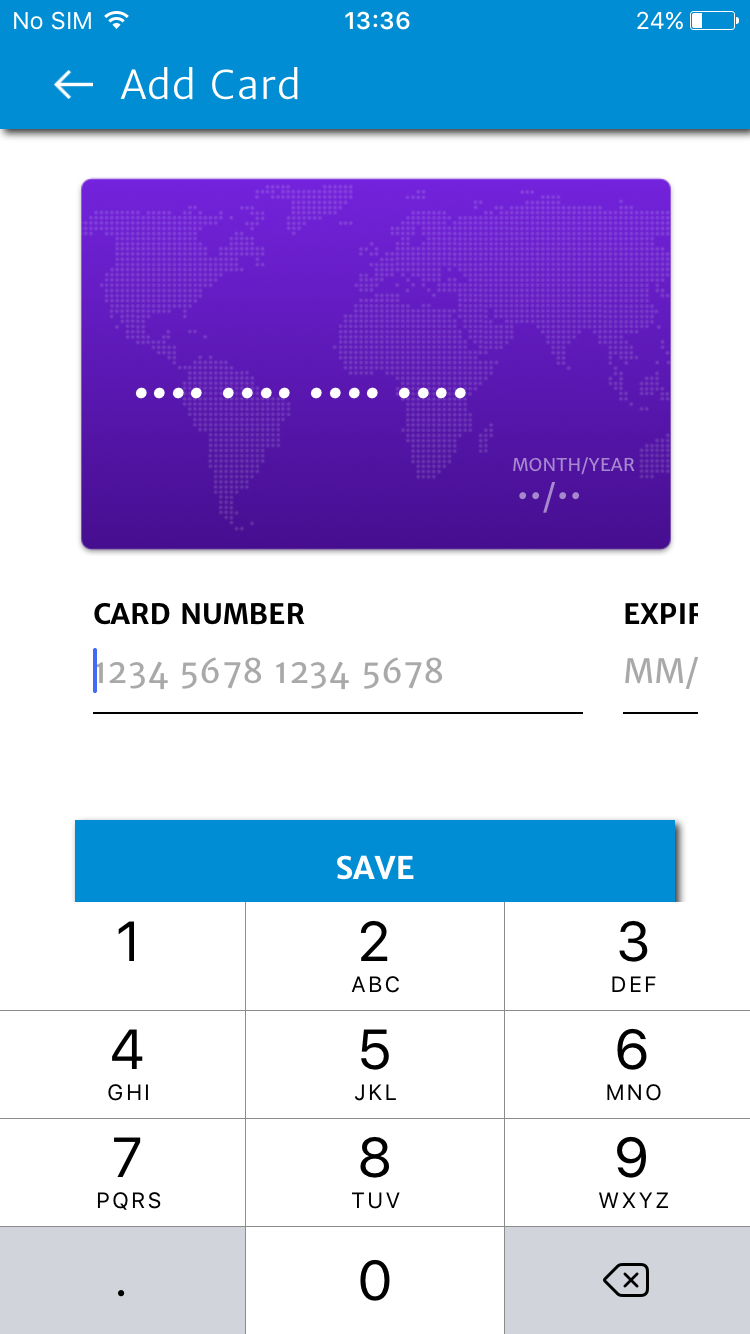 No SIM 13:36 24%
Add Card
•••• •••• •••• ••••
MONTH/YEAR
••/••
CARD NUMBER EXPIR
1234 5678 1234 5678 MM/
SAVE
1 2 3
ABC DEF
4 5 6
GHI JKL MNO
7 8 9
PQRS TUV WXYZ
. 0